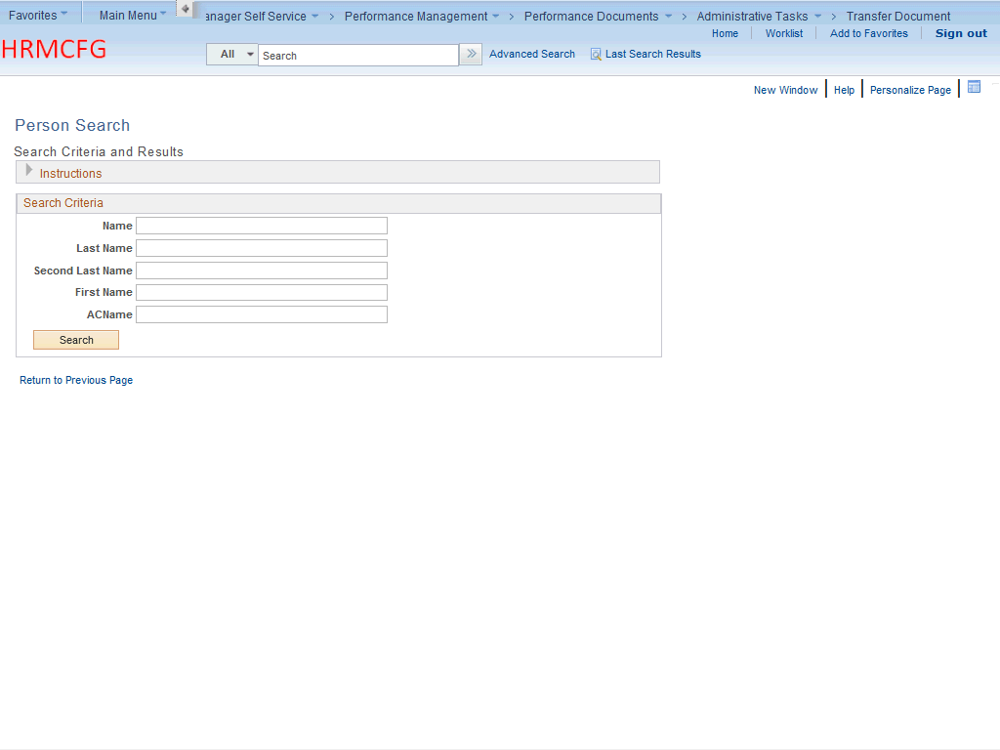 Favorites Main Menu anager Self Service > Performance Management > Performance Documents > Administrative Tasks > Transfer Document
Home Worklist Add to Favorites Sign out
HRMCFG
All Search Advanced Search Last Search Results
New Window Help Personalize Page
Person Search
Search Criteria and Results
Instructions
Search Criteria
Name
Last Name
Second Last Name
First Name
ACName
Search
Return to Previous Page